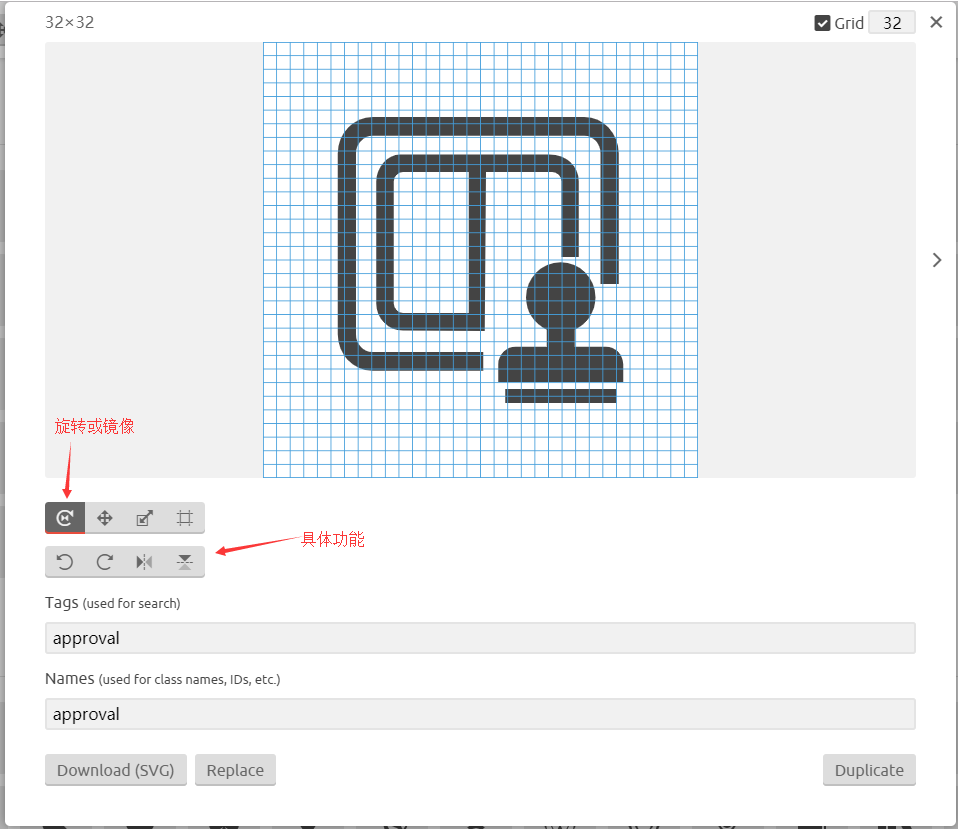 32×32
Grid 32
旋转或镜像
具体功能
Tags (used for search)
approval
Names (used for class names, IDs, etc.)
approval
Download (SVG) Replace Duplicate